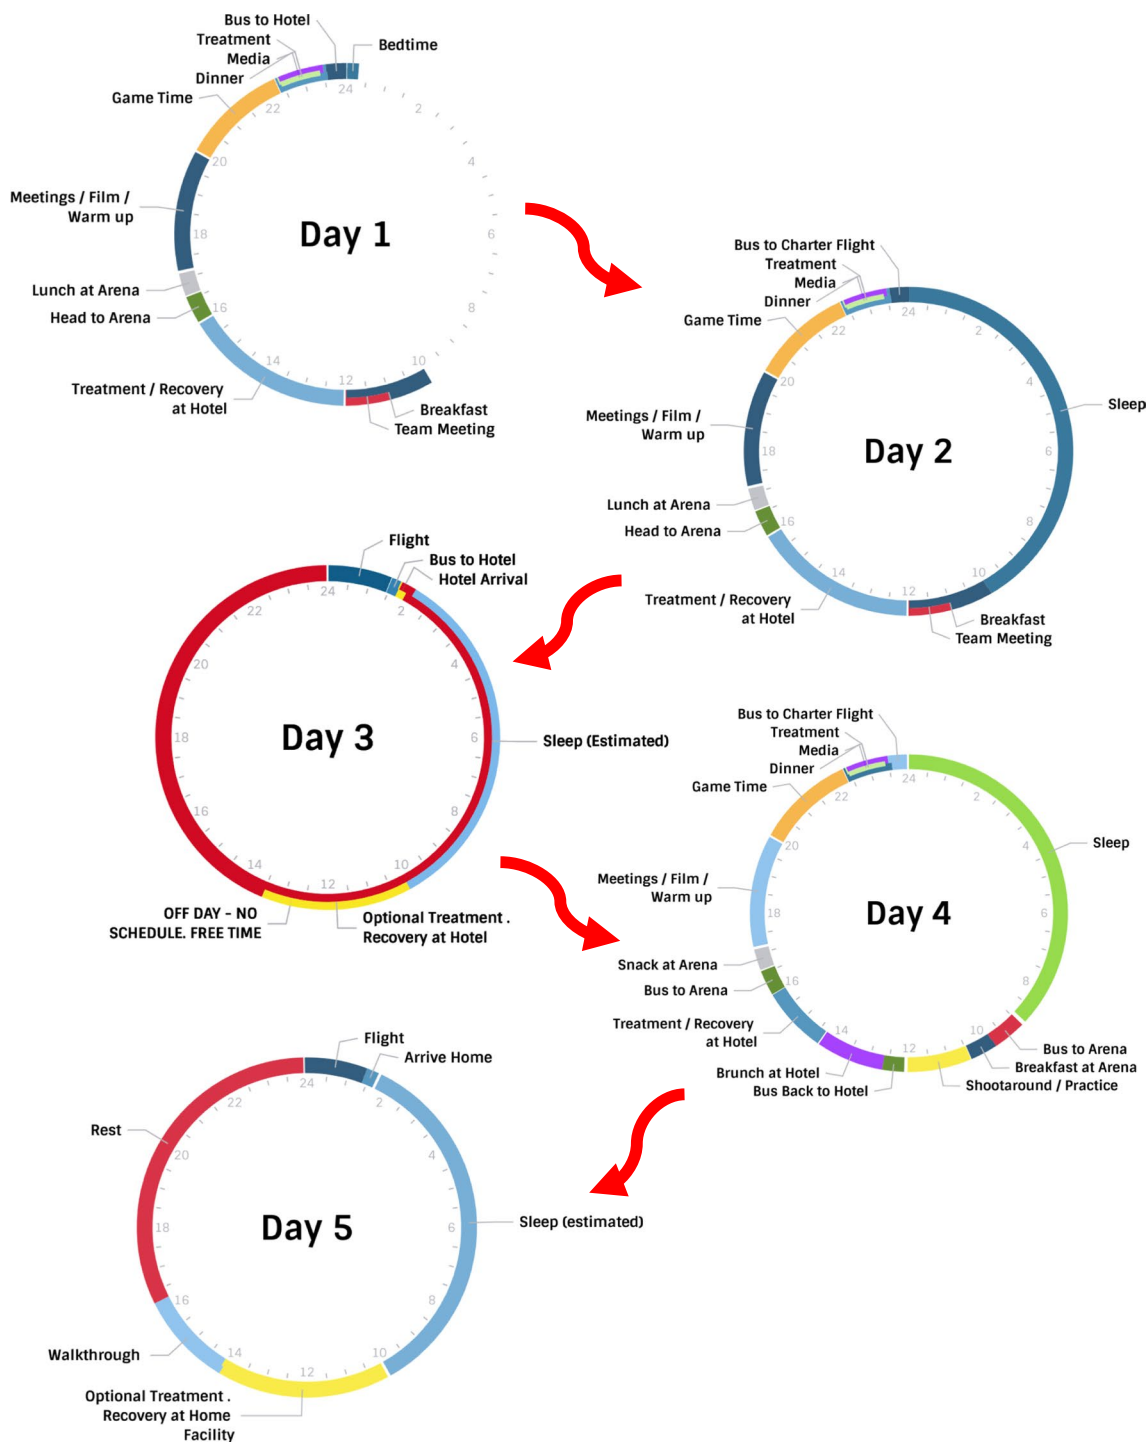 Bus to Hotel
Treatment
Media
Dinner
Bedtime
Game Time
24
22
2
20
4
Meetings / Film /
Warm up
18
Day 1
6
Lunch at Arena
Head to Arena
16
8
14
12
10
Treatment / Recovery
at Hotel
Breakfast
Team Meeting
Bus to Charter Flight
Treatment
Media
Dinner
Game Time
24
22
2
20
4
Sleep
Meetings / Film /
Warm up
18
Day 2
6
Lunch at Arena
Head to Arena
16
8
14
12
10
Treatment / Recovery
at Hotel
Breakfast
Team Meeting
Flight
Bus to Hotel
Hotel Arrival
24
22
2
20
4
18
Day 3
6
Sleep (Estimated)
16
8
14
12
10
OFF DAY - NO
SCHEDULE. FREE TIME
Optional Treatment .
Recovery at Hotel
Bus to Charter Flight
Treatment
Media
Dinner
Game Time
24
22
2
20
4
Sleep
Meetings / Film /
Warm up
18
Day 4
6
Snack at Arena
Bus to Arena
16
8
14
12
10
Treatment / Recovery
at Hotel
Brunch at Hotel
Bus Back to Hotel
Bus to Arena
Breakfast at Arena
Shootaround / Practice
Flight
Arrive Home
24
22
2
Rest
20
4
18
Day 5
6
Sleep (estimated)
16
8
Walkthrough
14
12
10
Optional Treatment .
Recovery at Home
Facility